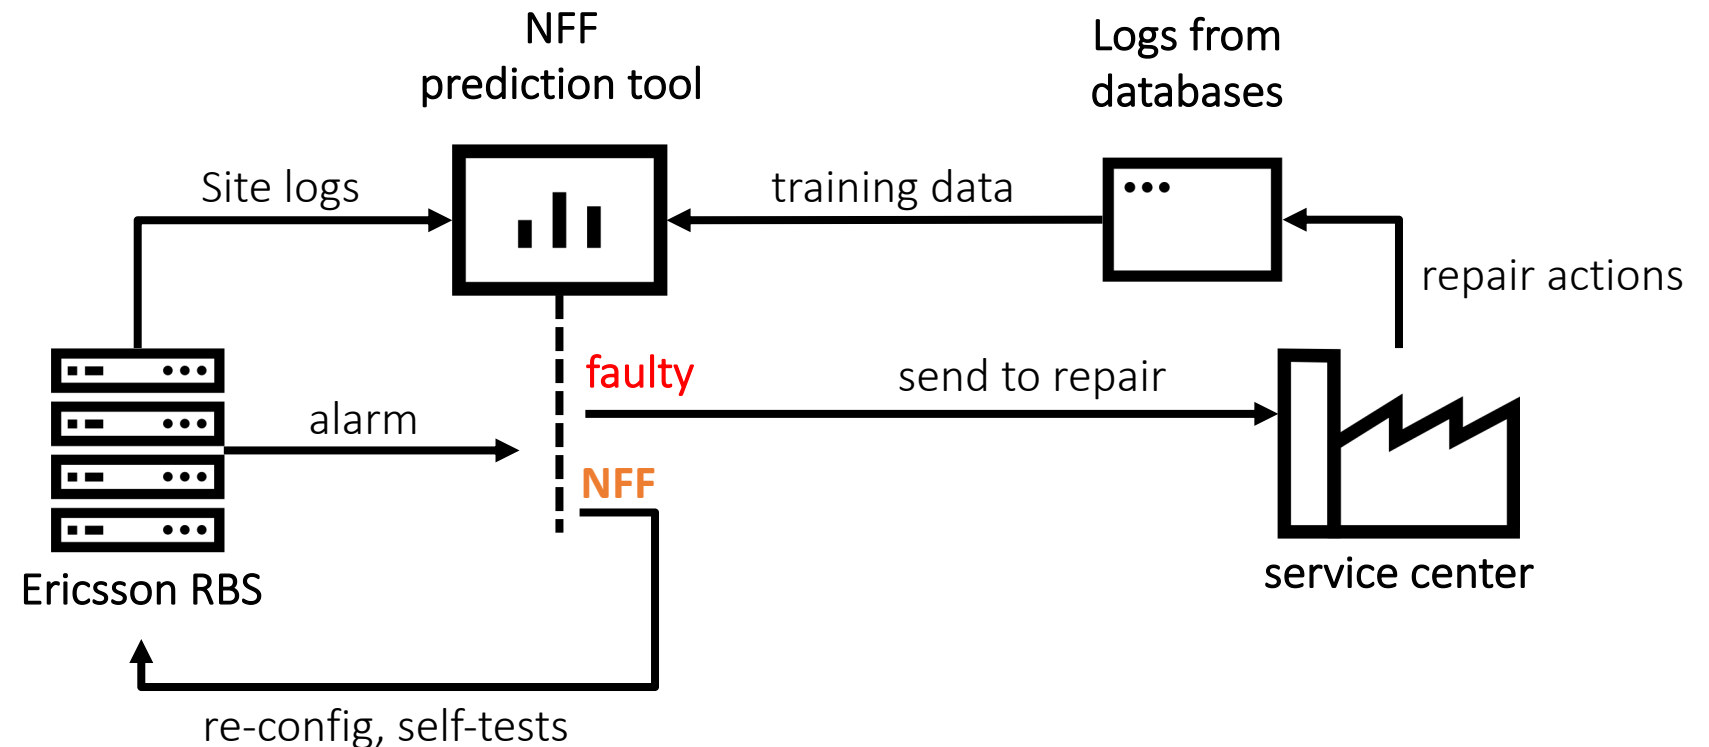 NFF
prediction tool
Logs from
databases
Site logs
training data
repair actions
faulty
send to repair
alarm
NFF
Ericsson RBS
service center
re-config, self-tests